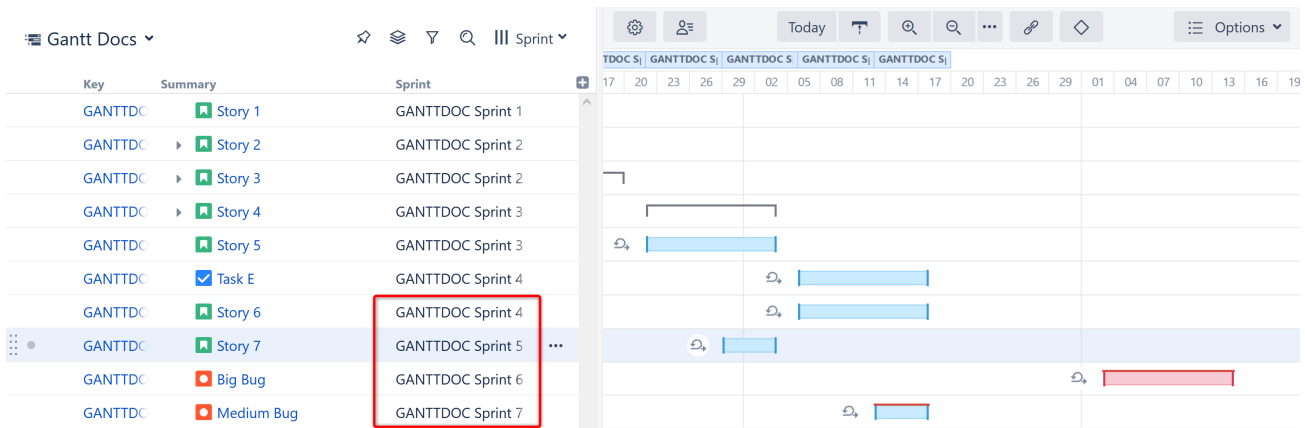 Gantt Docs
Sprint
Today
Options
TDOC S GANTTDOC S GANTTDOC S GANTTDOC S GANTTDOC S
Key Summary Sprint
17 20 23 26 29 02 05 08 11 14 17 20 23 26 29 01 04 07 10 13 16 19
GANTTDC Story 1 GANTTDOC Sprint 1
GANTTDC Story 2 GANTTDOC Sprint 2
GANTTDC Story 3 GANTTDOC Sprint 2
GANTTDC Story 4 GANTTDOC Sprint 3
GANTTDC Story 5 GANTTDOC Sprint 3
GANTTDC Task E GANTTDOC Sprint 4
GANTTDC Story 6 GANTTDOC Sprint 4
GANTTDC Story 7 GANTTDOC Sprint 5
GANTTDC Big Bug GANTTDOC Sprint 6
GANTTDC Medium Bug GANTTDOC Sprint 7